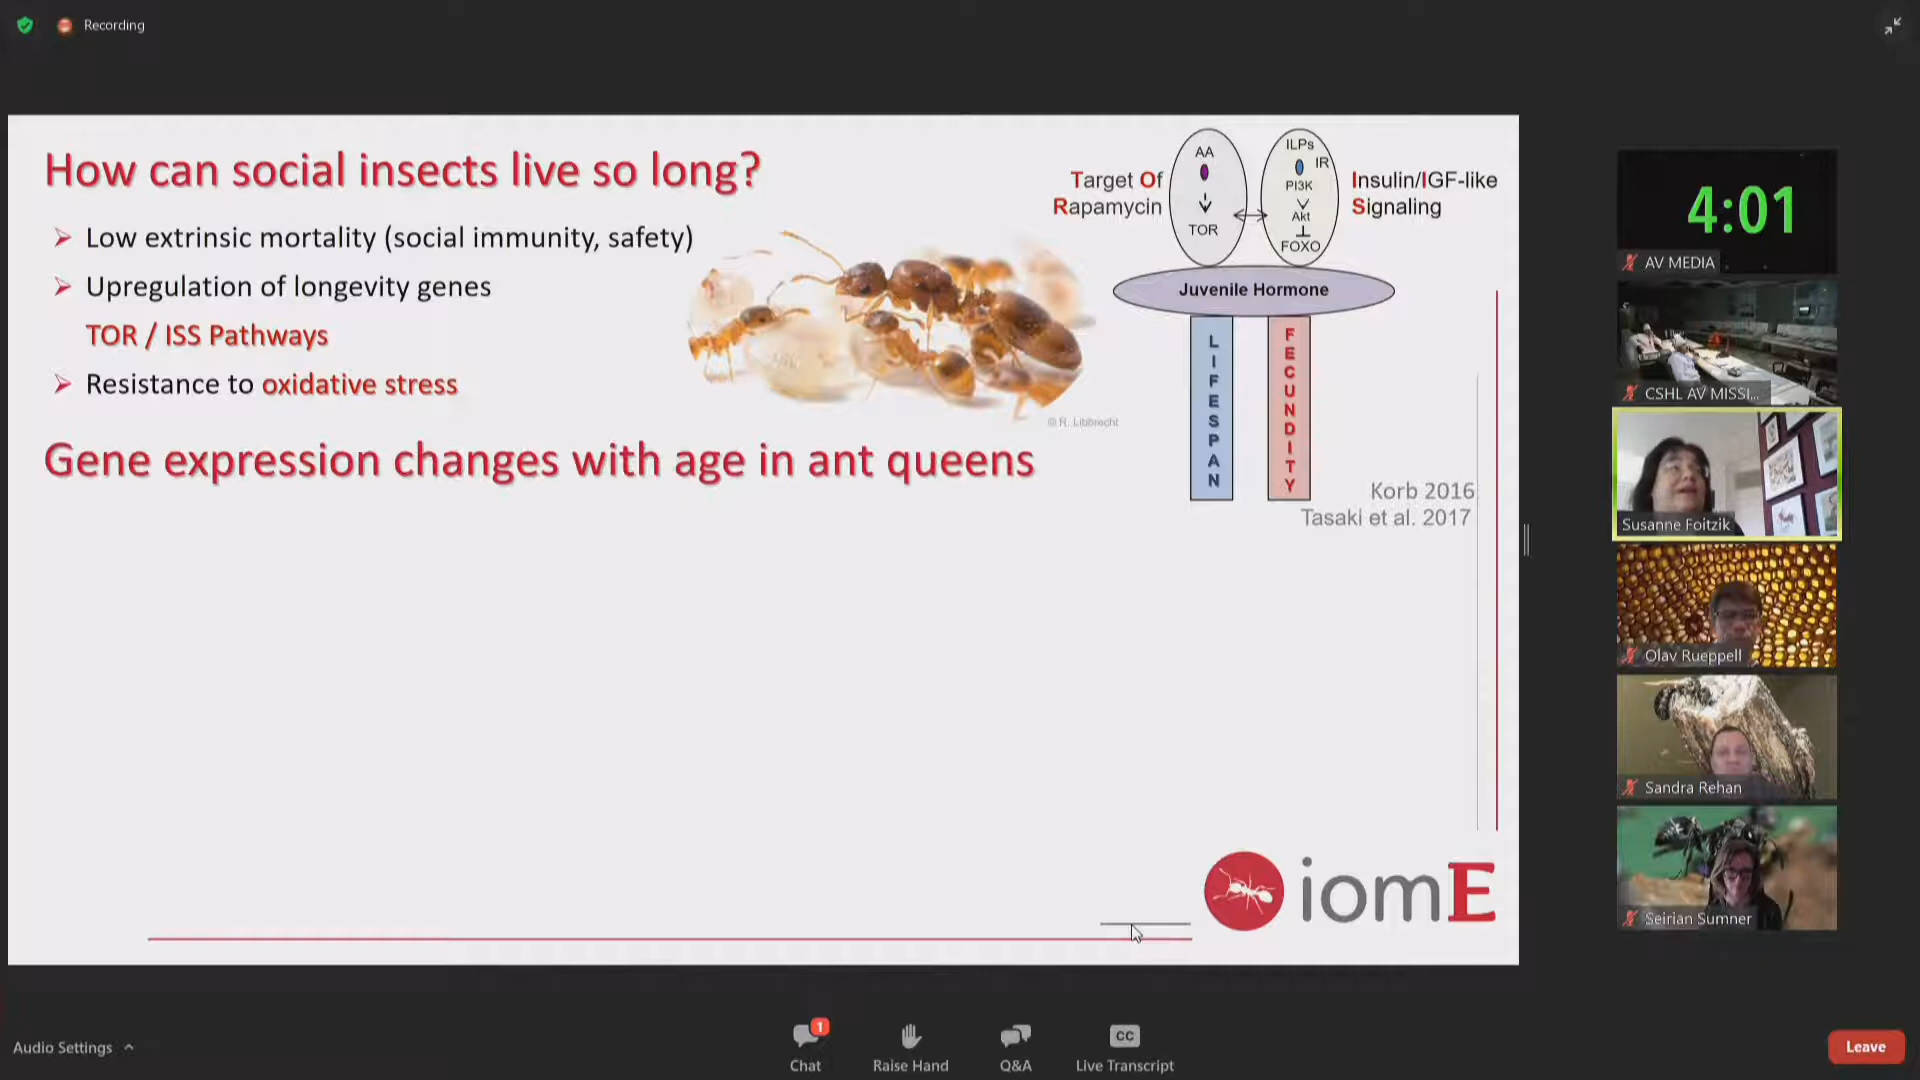 Recording
How can social insects live so long?
Low extrinsic mortality (social immunity, safety)
Upregulation of longevity genes
TOR / ISS Pathways
Resistance to oxidative stress
Gene expression changes with age in ant queens
© R. Libbrecht
Target Of
Rapamycin
AA
TOR
ILPs
IR
PI3K
Akt
FOXO
Insulin/IGF-like
Signaling
Juvenile Hormone
LIFESPAN
FECUNDITY
Korb 2016
Tasaki et al. 2017
iomE
4:01
AV MEDIA
CSHL AV MISSI...
Susanne Foitzik
Olav Rueppell
Sandra Rehan
Seirian Sumner
Audio Settings
1
Chat
Raise Hand
Q&A
CC
Live Transcript
Leave